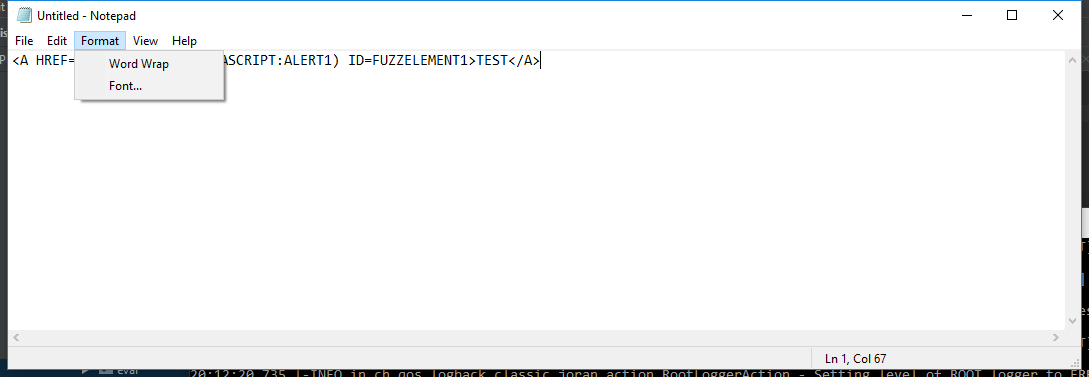 Untitled - Notepad
File Edit Format View Help
<A HREF= ASCRIPT:ALERT1) ID=FUZZELEMENT1>TEST</A>
Word Wrap
Font...
Ln 1, Col 67
eval
20:12:20,735 |-INFO in ch.qos.logback.classic.joran.action.RootLoggerAction - Setting level of ROOT logger to